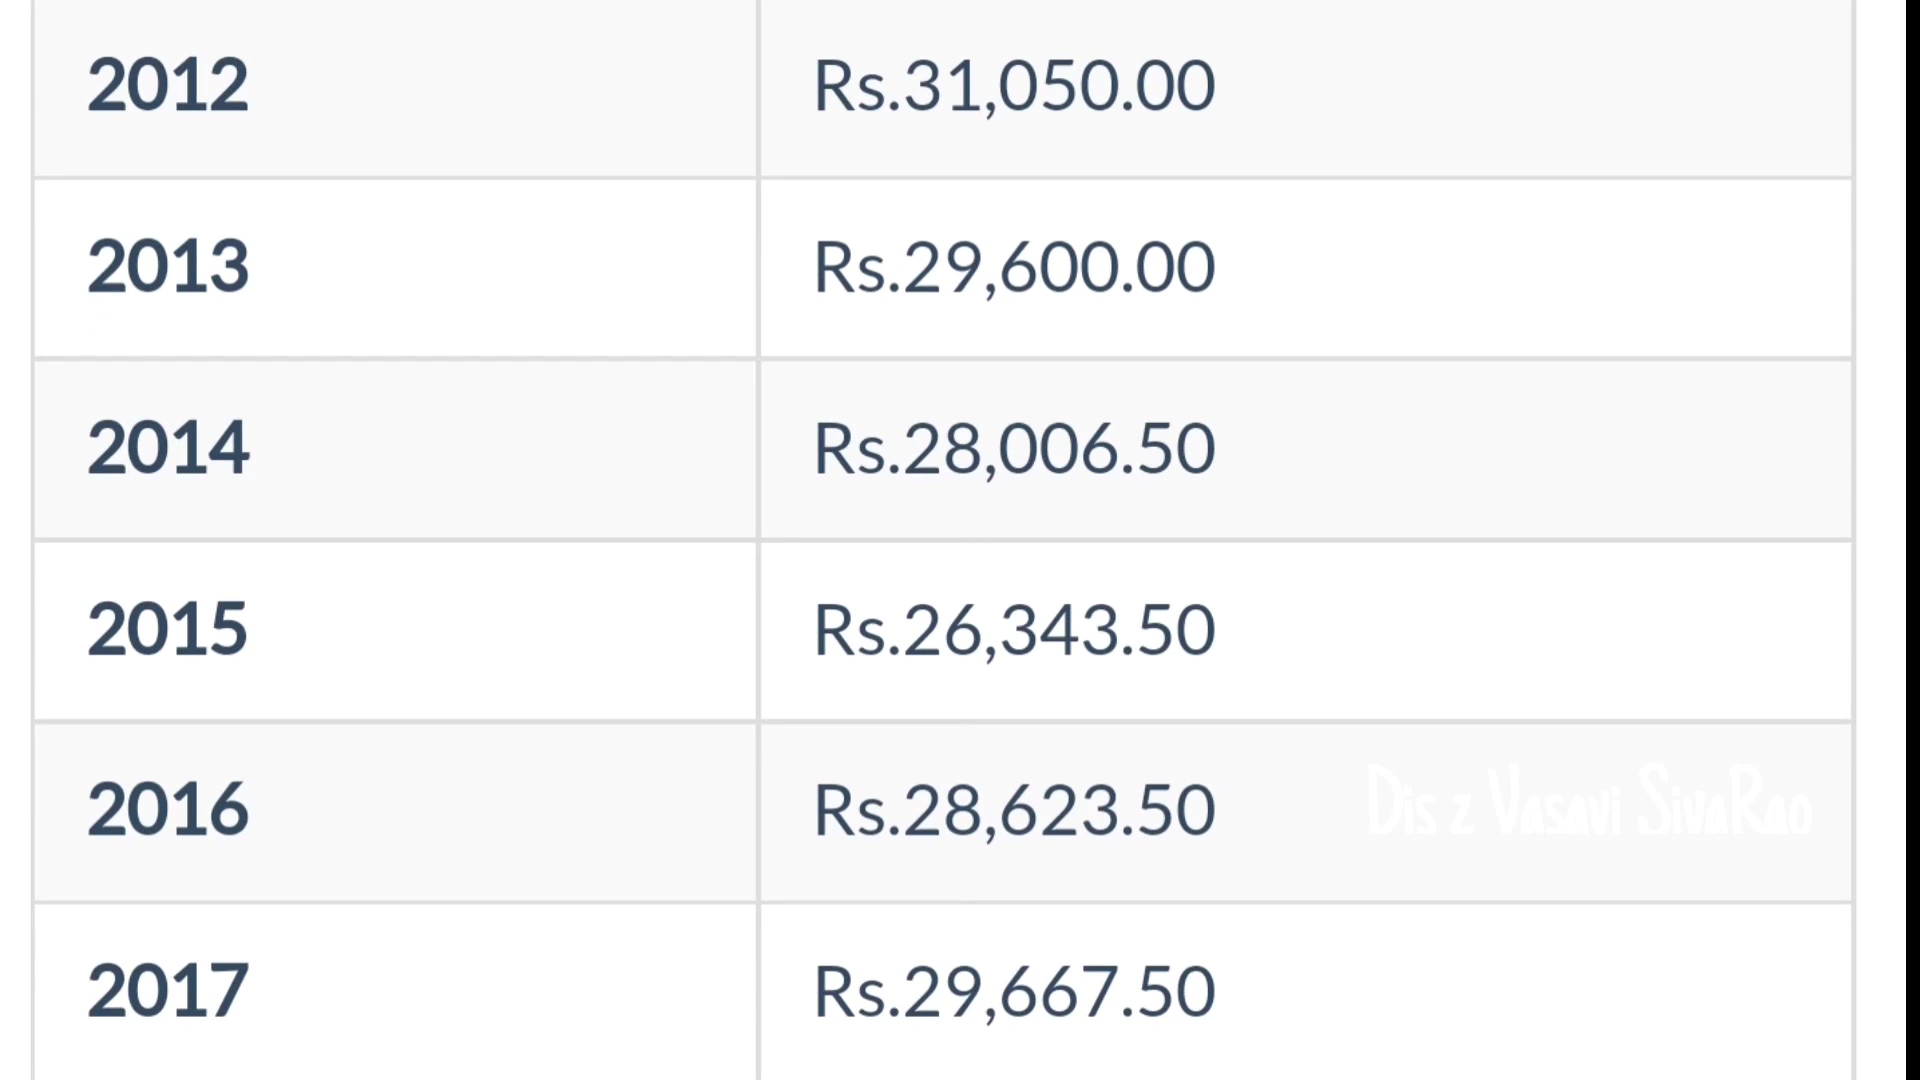 2012 Rs.31,050.00
2013 Rs.29,600.00
2014 Rs.28,006.50
2015 Rs.26,343.50
2016 Rs.28,623.50 Dis z Vasavi SivaRao
2017 Rs.29,667.50